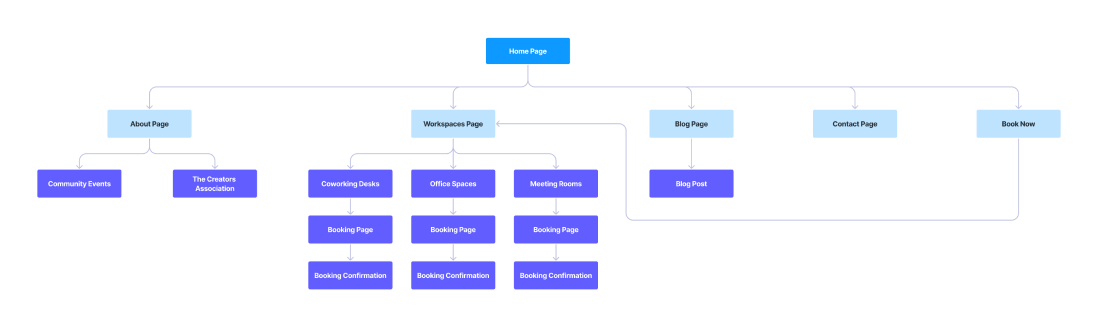 Home Page
About Page
Workspaces Page
Blog Page
Contact Page
Book Now
Community Events
The Creators
Association
Coworking Desks
Office Spaces
Meeting Rooms
Blog Post
Booking Page
Booking Page
Booking Page
Booking Confirmation
Booking Confirmation
Booking Confirmation